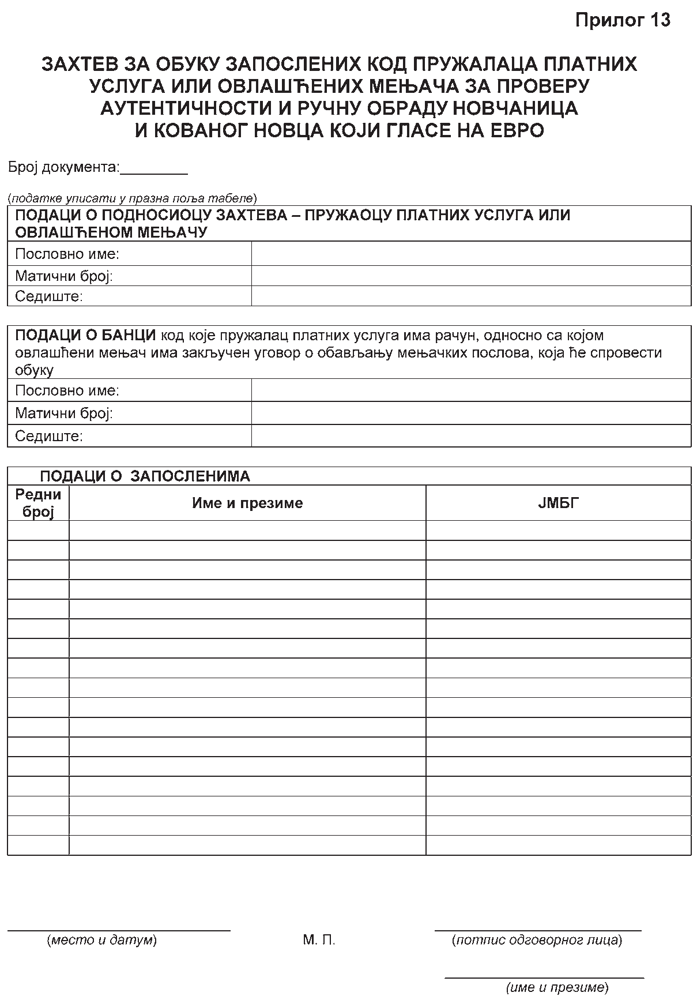 Прилог 13
ЗАХТЕВ ЗА ОБУКУ ЗАПОСЛЕНИХ КОД ПРУЖАЛАЦА ПЛАТНИХ
УСЛУГА ИЛИ ОВЛАШЋЕНИХ МЕЊАЧА ЗА ПРОВЕРУ
АУТЕНТИЧНОСТИ И РУЧНУ ОБРАДУ НОВЧАНИЦА
И КОВАНОГ НОВЦА КОЈИ ГЛАСЕ НА ЕВРО
Број документа:________
(податке уписати у празна поља табеле)
ПОДАЦИ О ПОДНОСИОЦУ ЗАХТЕВА – ПРУЖАОЦУ ПЛАТНИХ УСЛУГА ИЛИ
ОВЛАШЋЕНОМ МЕЊАЧУ
Пословно име:
Матични број:
Седиште:
ПОДАЦИ О БАНЦИ код које пружалац платних услуга има рачун, односно са којом
овлашћени мењач има закључен уговор о обављању мењачких послова, која ће спровести
обуку
Пословно име:
Матични број:
Седиште:
ПОДАЦИ О ЗАПОСЛЕНИМА
Редни
број
Име и презиме
ЈМБГ
(место и датум)
М. П.
(потпис одговорног лица)
(име и презиме)